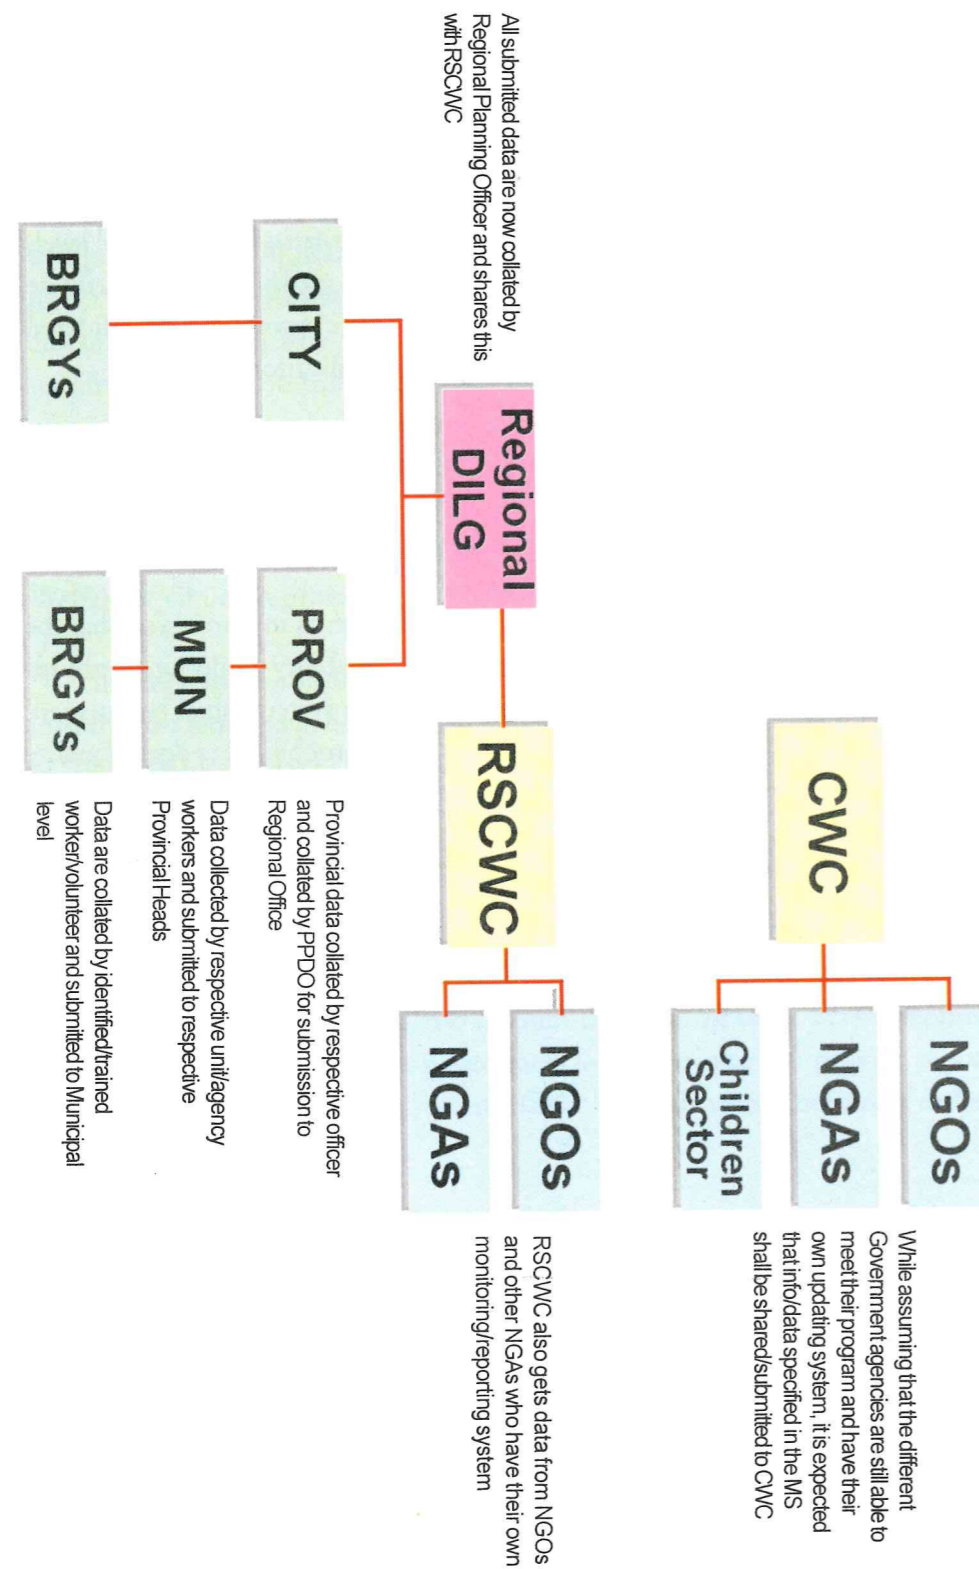 CWC
NGOs
NGAs
Children
Sector
While assuming that the different
Government agencies are still able to
meet their program and have their
own updating system, it is expected
that info/data specified in the MS
shall be shared/submitted to CWC
All submitted data are now collated by
Regional Planning Officer and shares this
with RSCWC
Regional
DILG
RSCWC
NGOs
NGAs
RSCWC also gets data from NGOs
and other NGAs who have their own
monitoring/reporting system
CITY
PROV
Provincial data collated by respective officer
and collated by PPDO for submission to
Regional Office
MUN
Data collected by respective unit/agency
workers and submitted to respective
Provincial Heads
BRGYs
BRGYs
Data are collated by identified/trained
worker/volunteer and submitted to Municipal
level